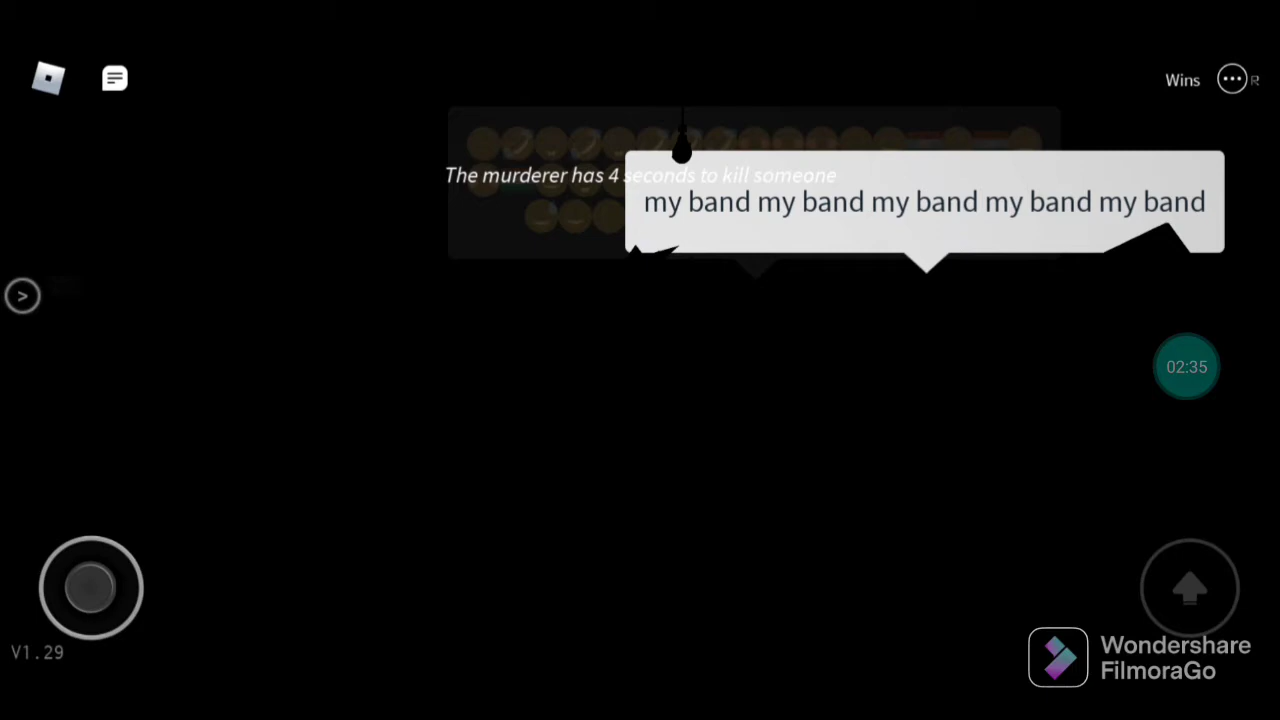 Wins
R
The murderer has 4 seconds to kill someone
my band my band my band my band my band
>
02:35
V1.29
Wondershare
FilmoraGo